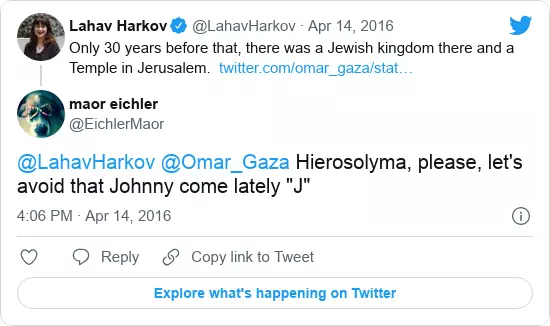 Lahav Harkov @LahavHarkov · Apr 14, 2016
Only 30 years before that, there was a Jewish kingdom there and a
Temple in Jerusalem. twitter.com/omar_gaza/stat…
maor eichler
@EichlerMaor
@LahavHarkov @Omar_Gaza Hierosolyma, please, let's
avoid that Johnny come lately "J"
4:06 PM · Apr 14, 2016
Reply Copy link to Tweet
Explore what's happening on Twitter